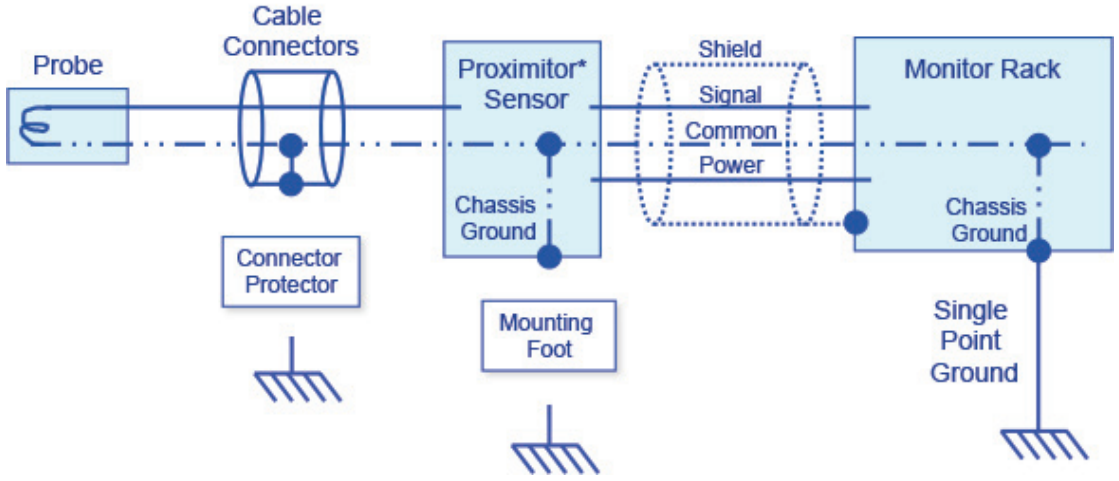 Probe
Cable
Connectors
Proximitor*
Sensor
Shield
Signal
Common
Power
Monitor Rack
Chassis
Ground
Chassis
Ground
Connector
Protector
Mounting
Foot
Single
Point
Ground